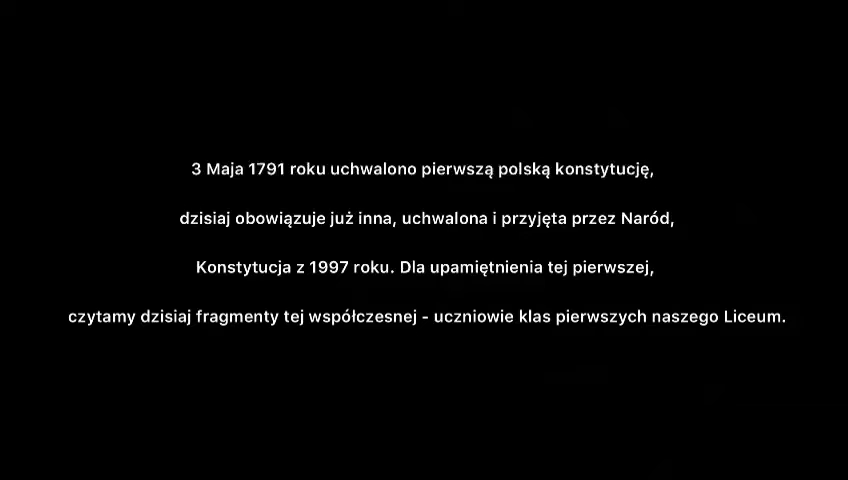 3 Maja 1791 roku uchwalono pierwszą polską konstytucję,
dzisiaj obowiązuje już inna, uchwalona i przyjęta przez Naród,
Konstytucja z 1997 roku. Dla upamiętnienia tej pierwszej,
czytamy dzisiaj fragmenty tej współczesnej - uczniowie klas pierwszych naszego Liceum.